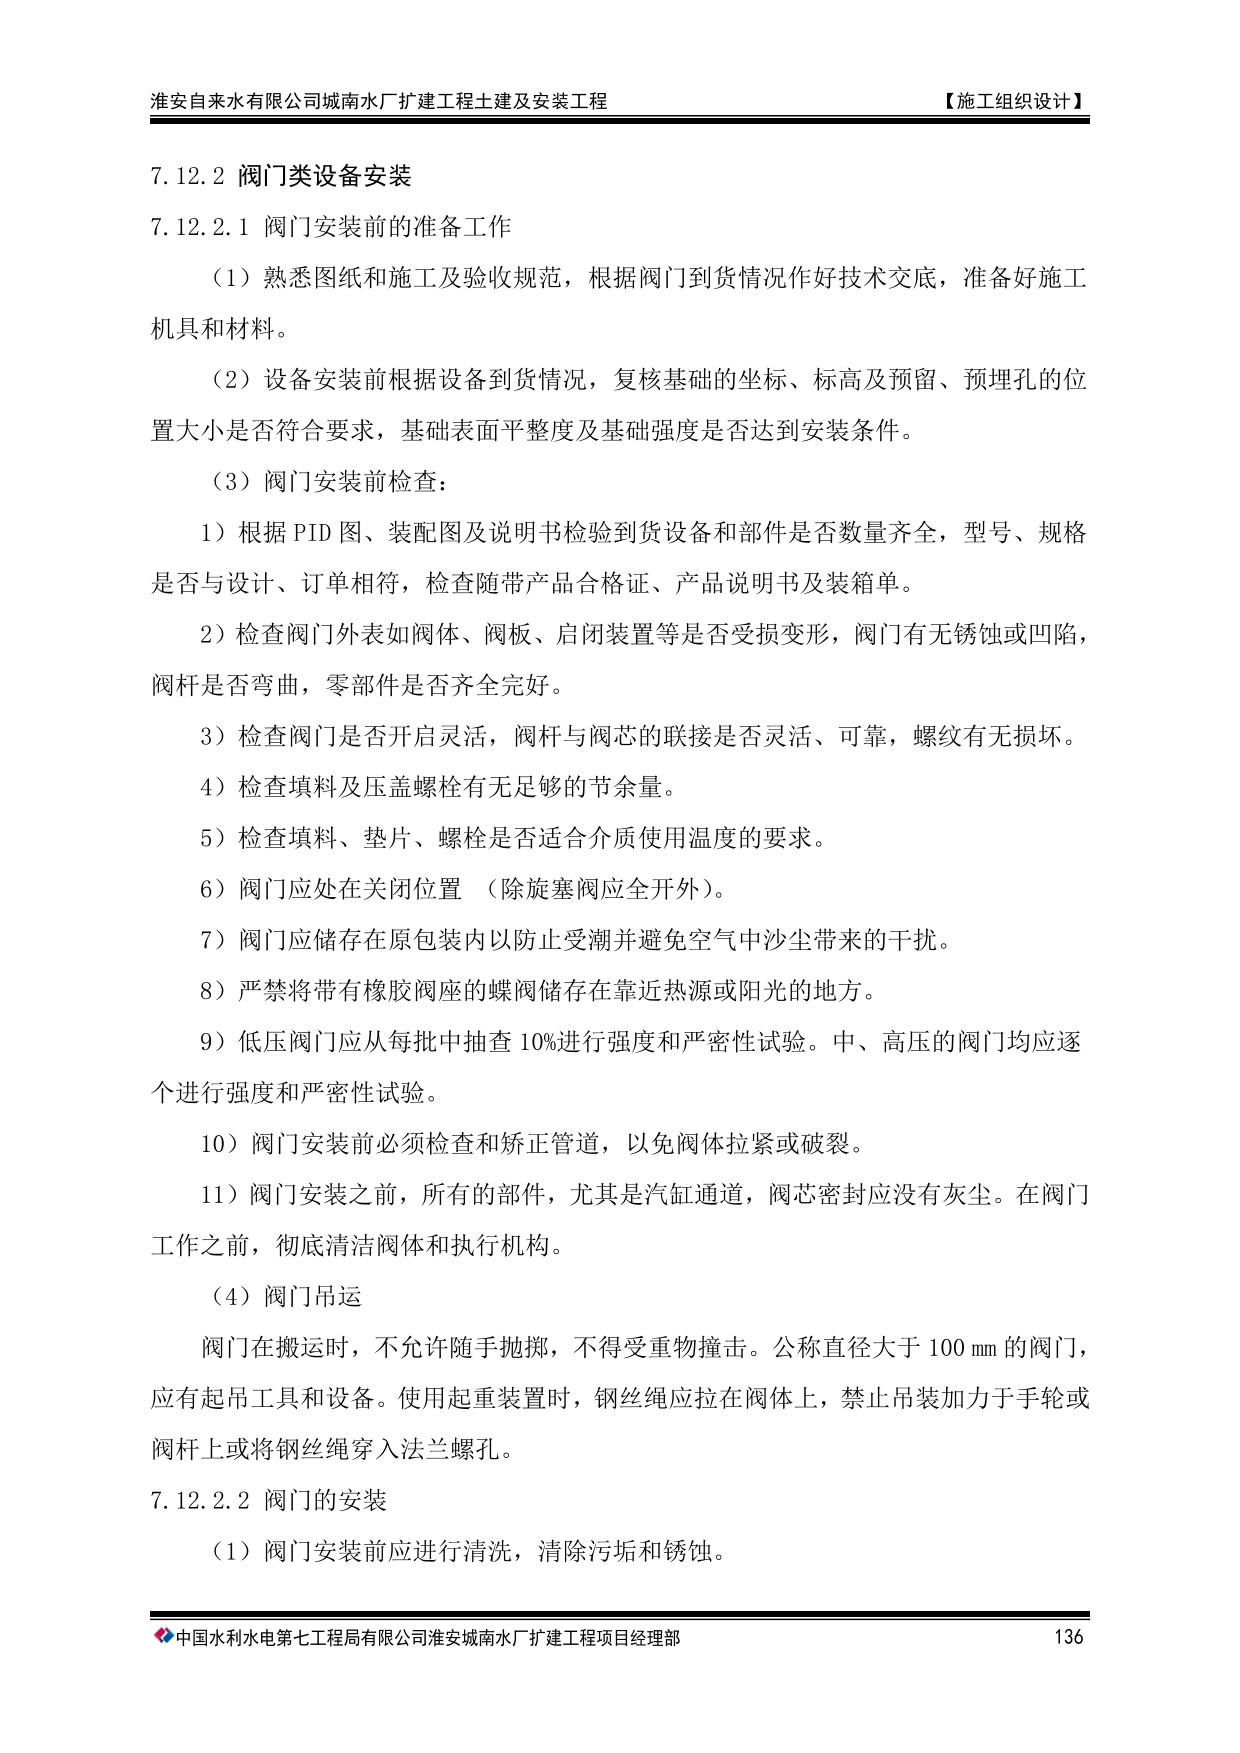 淮安自来水有限公司城南水厂扩建工程土建及安装工程 【施工组织设计】
7.12.2 阀门类设备安装
7.12.2.1 阀门安装前的准备工作
（1）熟悉图纸和施工及验收规范，根据阀门到货情况作好技术交底，准备好施工
机具和材料。
（2）设备安装前根据设备到货情况，复核基础的坐标、标高及预留、预埋孔的位
置大小是否符合要求，基础表面平整度及基础强度是否达到安装条件。
（3）阀门安装前检查：
1）根据 PID 图、装配图及说明书检验到货设备和部件是否数量齐全，型号、规格
是否与设计、订单相符，检查随带产品合格证、产品说明书及装箱单。
2）检查阀门外表如阀体、阀板、启闭装置等是否受损变形，阀门有无锈蚀或凹陷，
阀杆是否弯曲，零部件是否齐全完好。
3）检查阀门是否开启灵活，阀杆与阀芯的联接是否灵活、可靠，螺纹有无损坏。
4）检查填料及压盖螺栓有无足够的节余量。
5）检查填料、垫片、螺栓是否适合介质使用温度的要求。
6）阀门应处在关闭位置 （除旋塞阀应全开外）。
7）阀门应储存在原包装内以防止受潮并避免空气中沙尘带来的干扰。
8）严禁将带有橡胶阀座的蝶阀储存在靠近热源或阳光的地方。
9）低压阀门应从每批中抽查 10%进行强度和严密性试验。中、高压的阀门均应逐
个进行强度和严密性试验。
10）阀门安装前必须检查和矫正管道，以免阀体拉紧或破裂。
11）阀门安装之前，所有的部件，尤其是汽缸通道，阀芯密封应没有灰尘。在阀门
工作之前，彻底清洁阀体和执行机构。
（4）阀门吊运
阀门在搬运时，不允许随手抛掷，不得受重物撞击。公称直径大于 100 mm 的阀门，
应有起吊工具和设备。使用起重装置时，钢丝绳应拉在阀体上，禁止吊装加力于手轮或
阀杆上或将钢丝绳穿入法兰螺孔。
7.12.2.2 阀门的安装
（1）阀门安装前应进行清洗，清除污垢和锈蚀。
中国水利水电第七工程局有限公司淮安城南水厂扩建工程项目经理部 136